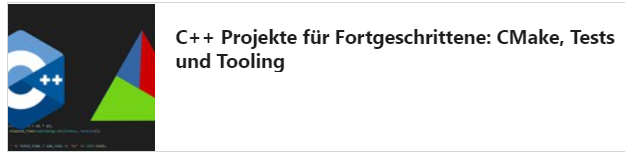 C++ Projekte für Fortgeschrittene: CMake, Tests
und Tooling
C++